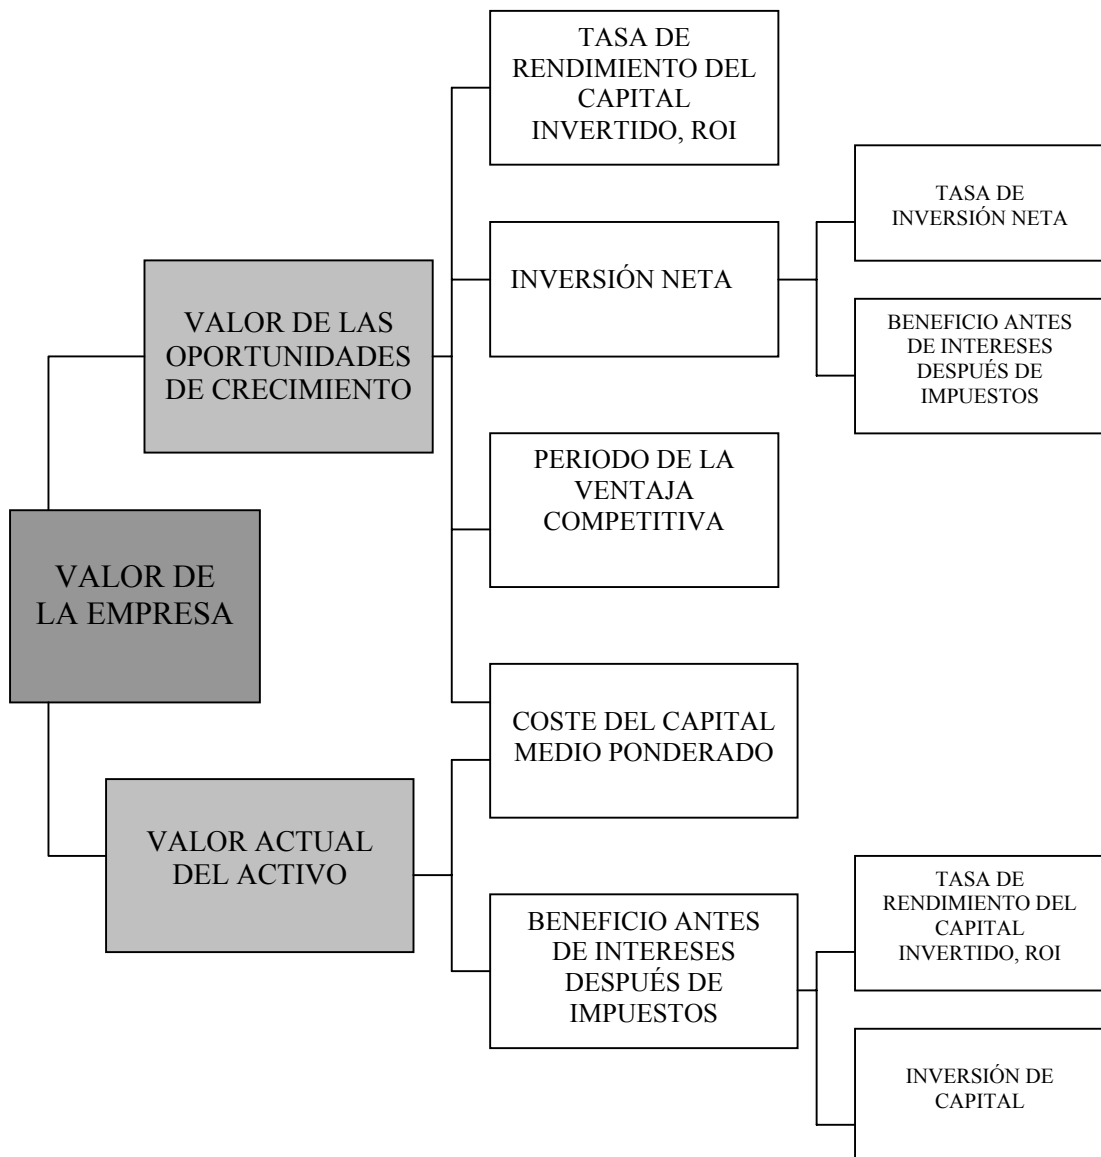 TASA DE
RENDIMIENTO DEL
CAPITAL
INVERTIDO, ROI
TASA DE
INVERSIÓN NETA
INVERSIÓN NETA
VALOR DE LAS
OPORTUNIDADES
DE CRECIMIENTO
BENEFICIO ANTES
DE INTERESES
DESPUÉS DE
IMPUESTOS
PERIODO DE LA
VENTAJA
COMPETITIVA
VALOR DE
LA EMPRESA
COSTE DEL CAPITAL
MEDIO PONDERADO
VALOR ACTUAL
DEL ACTIVO
TASA DE
RENDIMIENTO DEL
CAPITAL
INVERTIDO, ROI
BENEFICIO ANTES
DE INTERESES
DESPUÉS DE
IMPUESTOS
INVERSIÓN DE
CAPITAL